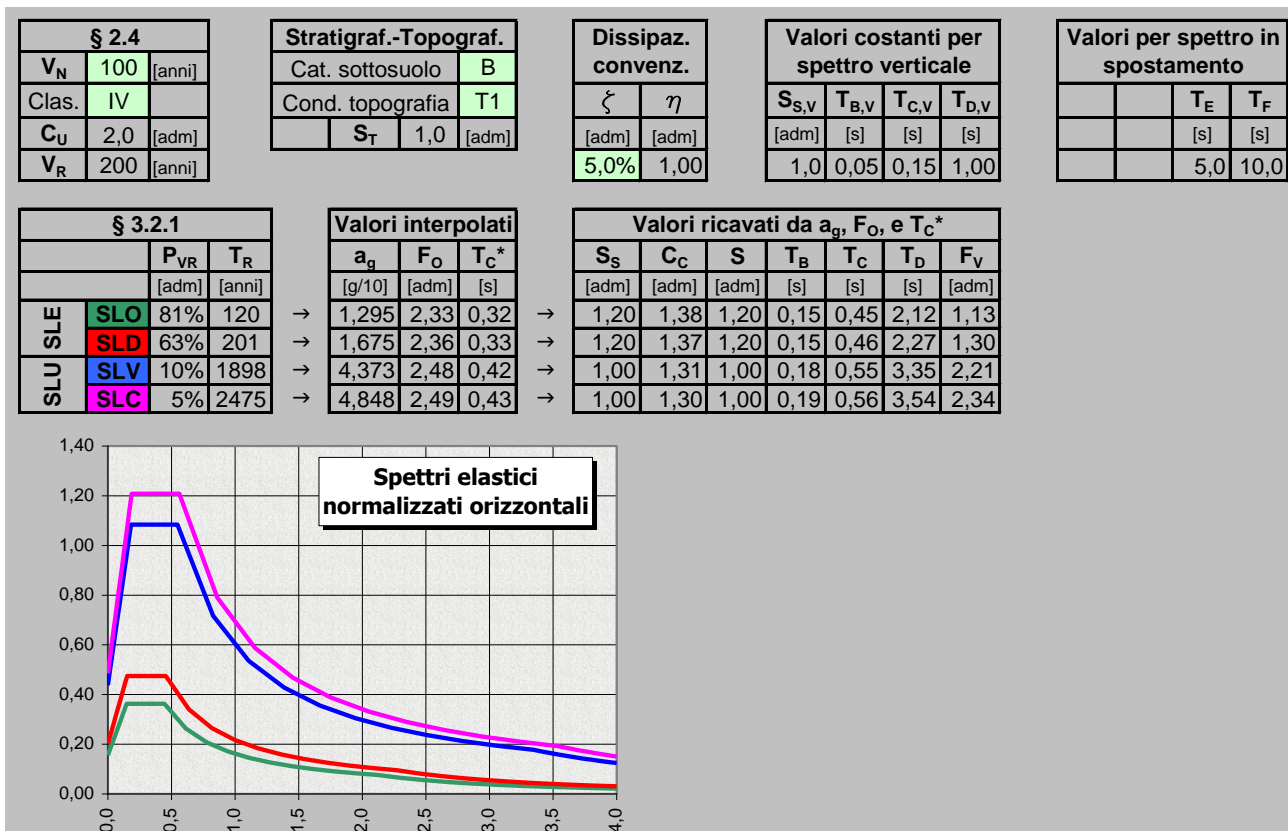 § 2.4
V_N 100 [anni]
Clas. IV
C_U 2,0 [adm]
V_R 200 [anni]
Stratigraf.-Topograf.
Cat. sottosuolo B
Cond. topografia T1
S_T 1,0 [adm]
Dissipaz.
convenz.
ζ η
[adm] [adm]
5,0% 1,00
Valori costanti per
spettro verticale
S_S,V T_B,V T_C,V T_D,V
[adm] [s] [s] [s]
1,0 0,05 0,15 1,00
Valori per spettro in
spostamento
T_E T_F
[s] [s]
5,0 10,0
§ 3.2.1 Valori interpolati Valori ricavati da a_g, F_O, e T_C*
P_VR T_R a_g F_O T_C* S_S C_C S T_B T_C T_D F_V
[adm] [anni] [g/10] [adm] [s] [adm] [adm] [adm] [s] [s] [s] [adm]
SLE
SLO 81% 120 → 1,295 2,33 0,32 → 1,20 1,38 1,20 0,15 0,45 2,12 1,13
SLD 63% 201 → 1,675 2,36 0,33 → 1,20 1,37 1,20 0,15 0,46 2,27 1,30
SLU
SLV 10% 1898 → 4,373 2,48 0,42 → 1,00 1,31 1,00 0,18 0,55 3,35 2,21
SLC 5% 2475 → 4,848 2,49 0,43 → 1,00 1,30 1,00 0,19 0,56 3,54 2,34
Spettri elastici
normalizzati orizzontali
1,40
1,20
1,00
0,80
0,60
0,40
0,20
0,00
0,0 0,5 1,0 1,5 2,0 2,5 3,0 3,5 4,0